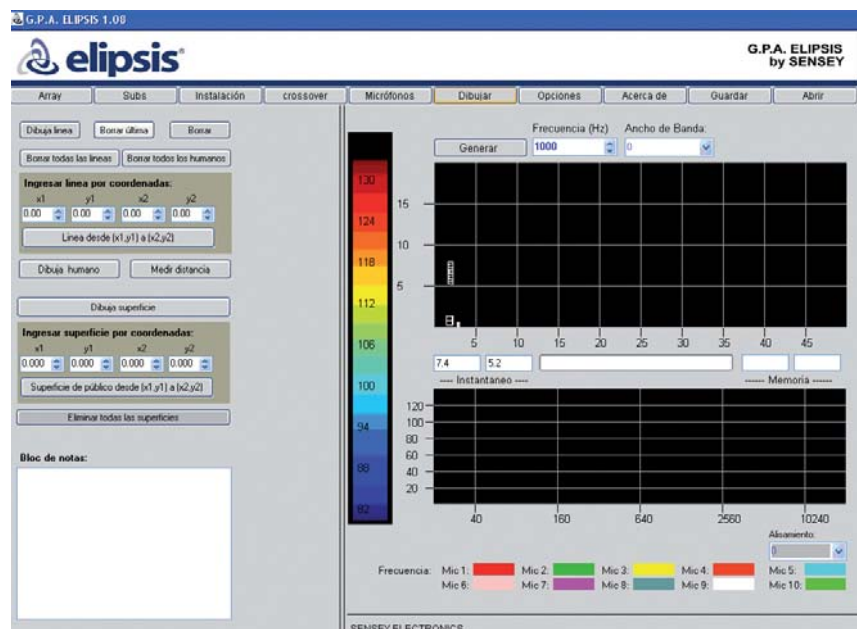 G.P.A. ELIPSIS 1.08
elipsis
G.P.A. ELIPSIS
by SENSEY
Array Subs Instalación crossover Micrófonos Dibujar Opciones Acerca de Guardar Abrir
Dibuja linea Borrar última Borrar
Borrar todas las lineas Borrar todos los humanos
Ingresar linea por coordenadas:
x1 y1 x2 y2
0.00 0.00 0.00 0.00
Linea desde (x1,y1) a (x2,y2)
Dibuja humano Medir distancia
Dibuja superficie
Ingresar superficie por coordenadas:
x1 y1 x2 y2
0.000 0.000 0.000 0.000
Superficie de público desde (x1,y1) a (x2,y2)
Eliminar todas las superficies
Bloc de notas:
130
124
118
112
106
100
94
88
82
Frecuencia (Hz) Ancho de Banda:
Generar 1000 0
15
10
5
5 10 15 20 25 30 35 40 45
7.4 5.2
---- Instantaneo ---- ------ Memoria ------
120
100
80
60
40
20
40 160 640 2560 10240
Alisamiento:
0
Frecuencia: Mic 1: Mic 2: Mic 3: Mic 4: Mic 5:
Mic 6: Mic 7: Mic 8: Mic 9: Mic 10:
SENSEY ELECTRONICS